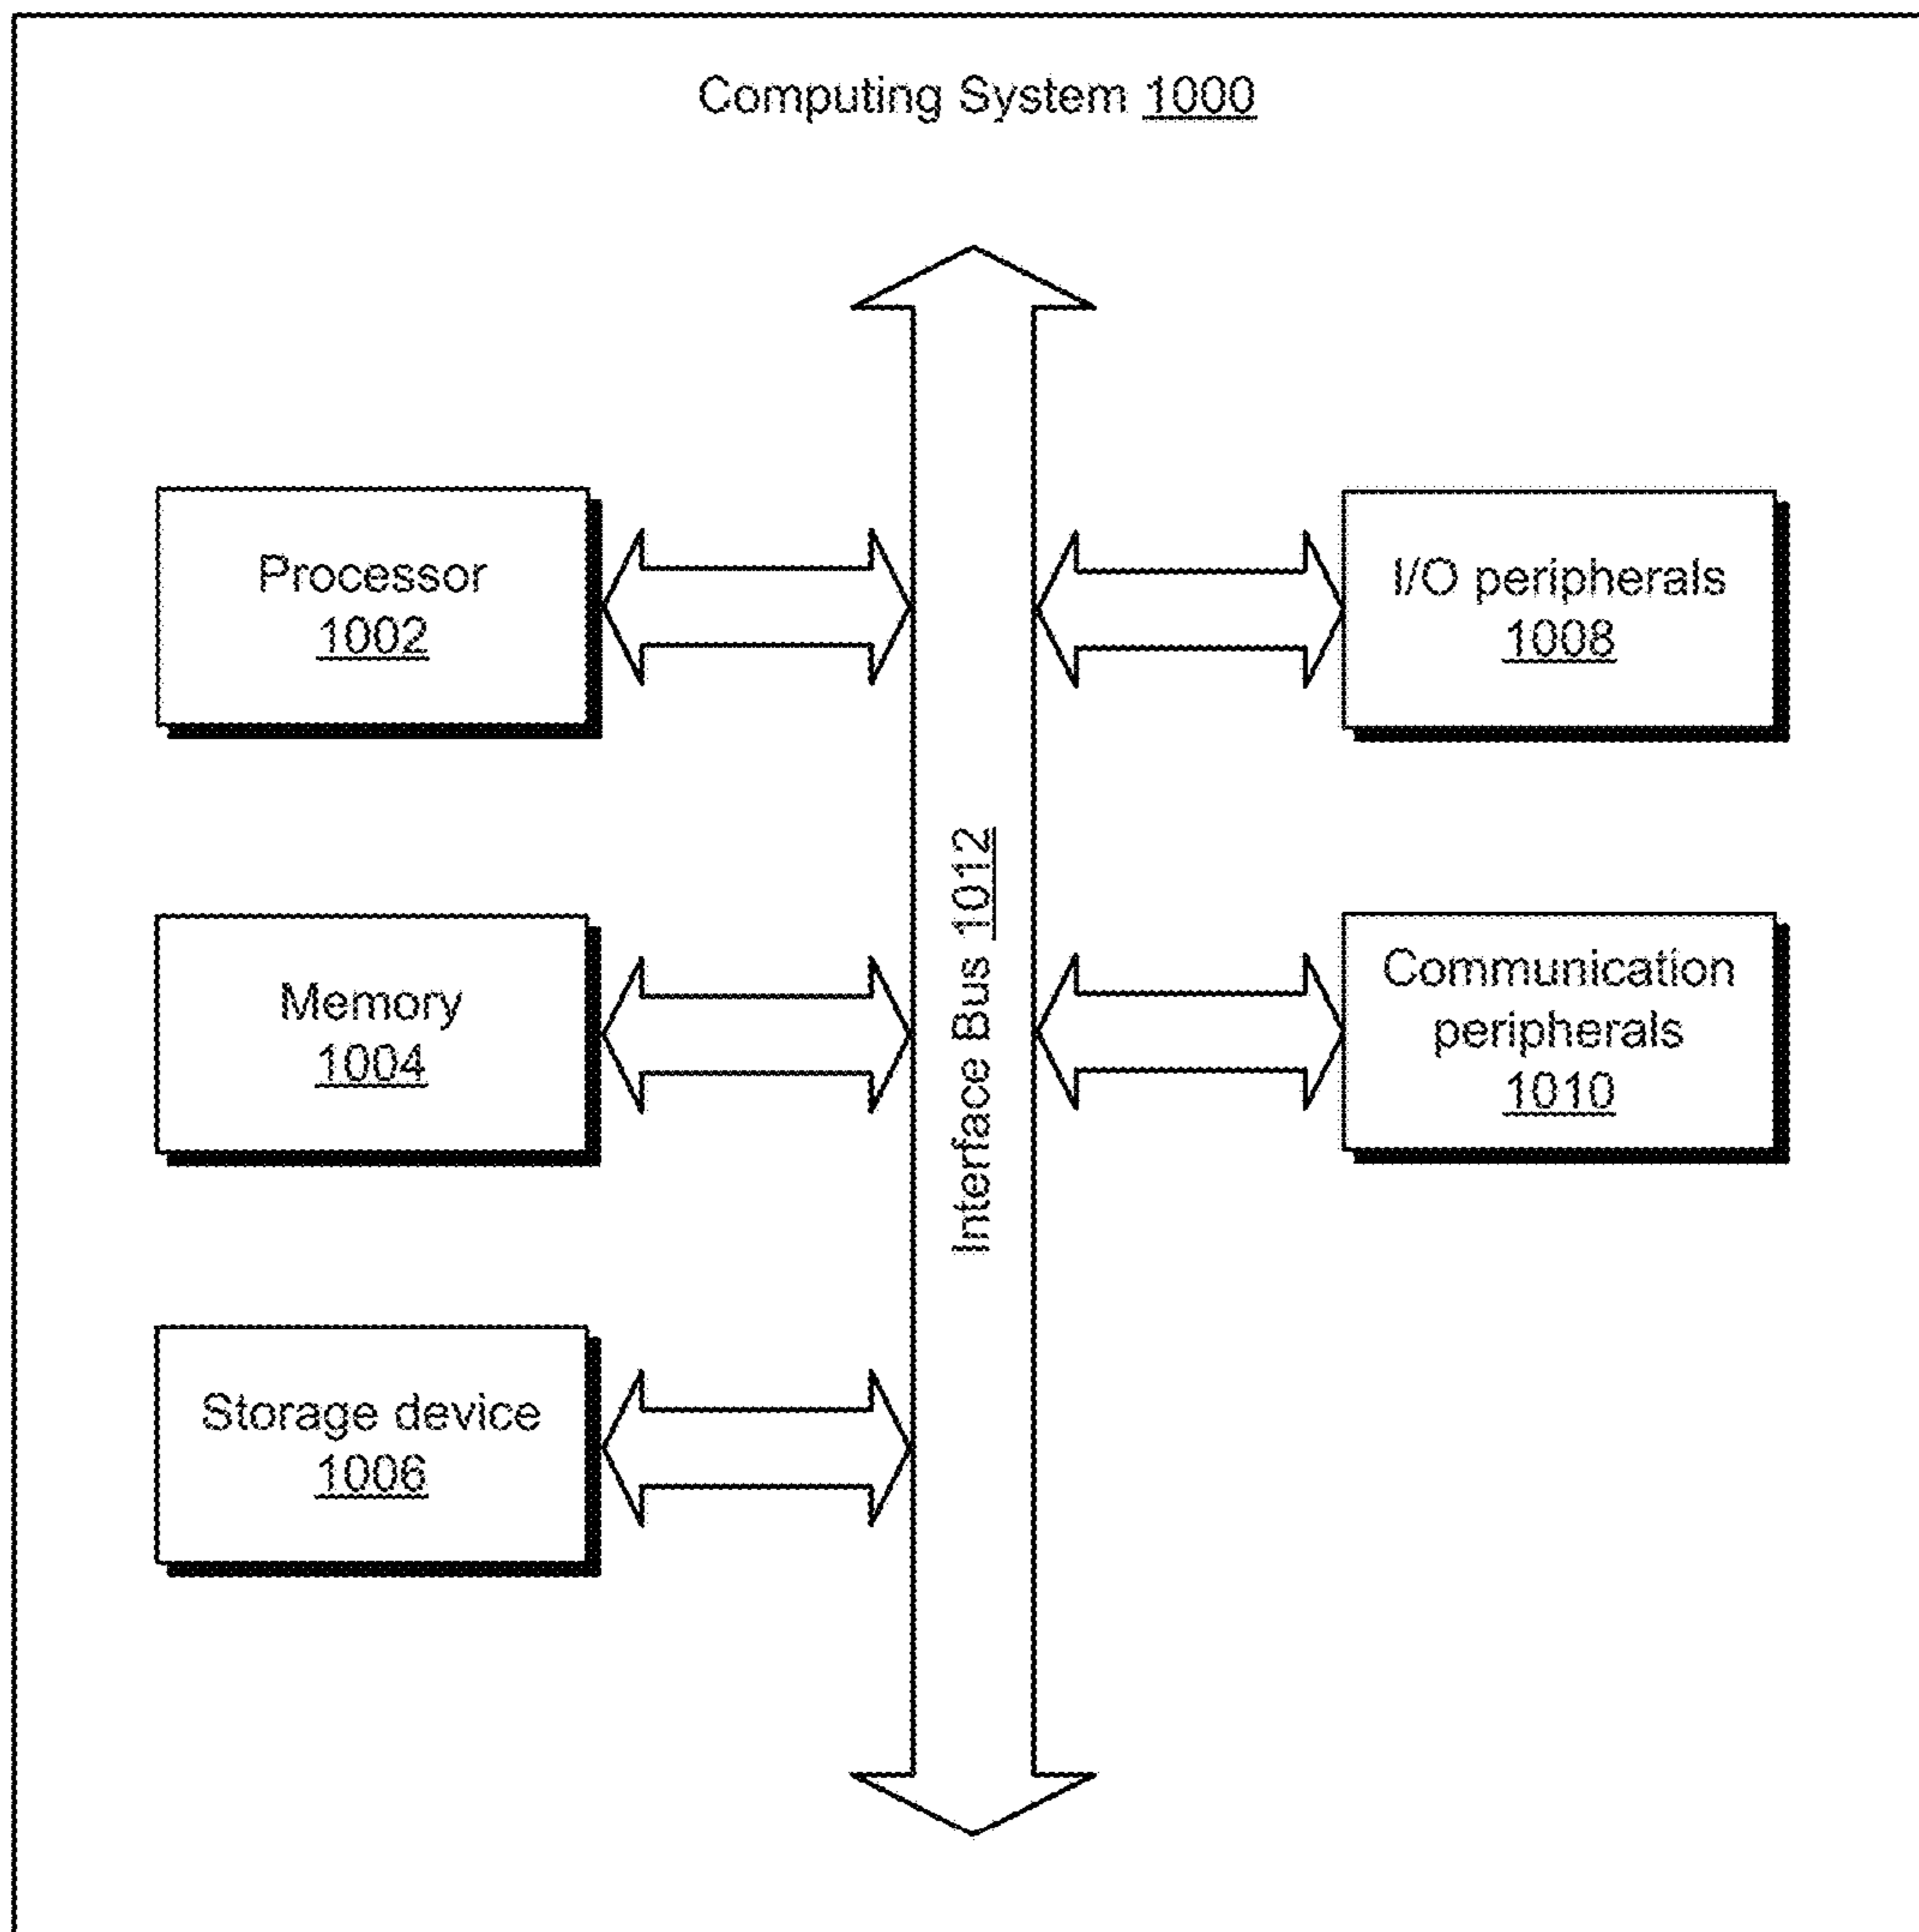 Computing System 1000
Processor
1002
I/O peripherals
1008
Interface Bus 1012
Memory
1004
Communication
peripherals
1010
Storage device
1006